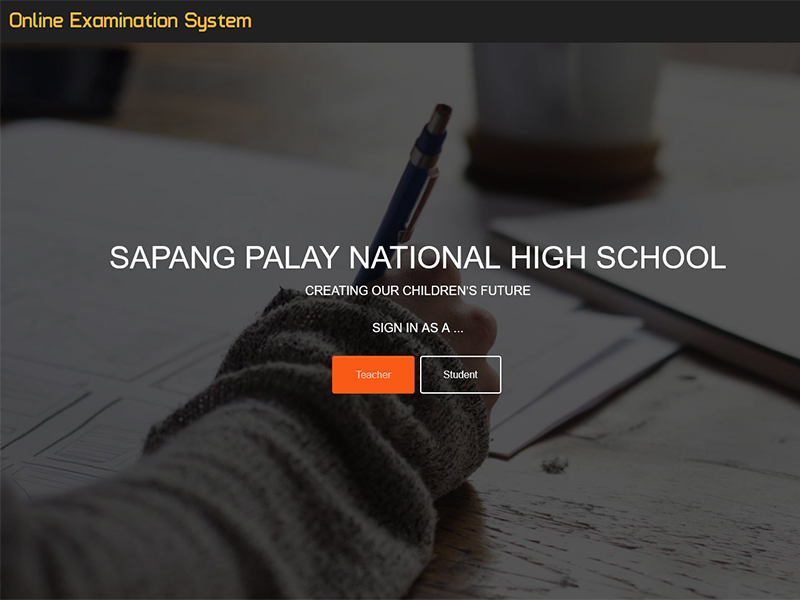 Online Examination System
SAPANG PALAY NATIONAL HIGH SCHOOL
CREATING OUR CHILDREN'S FUTURE
SIGN IN AS A ...
Teacher
Student